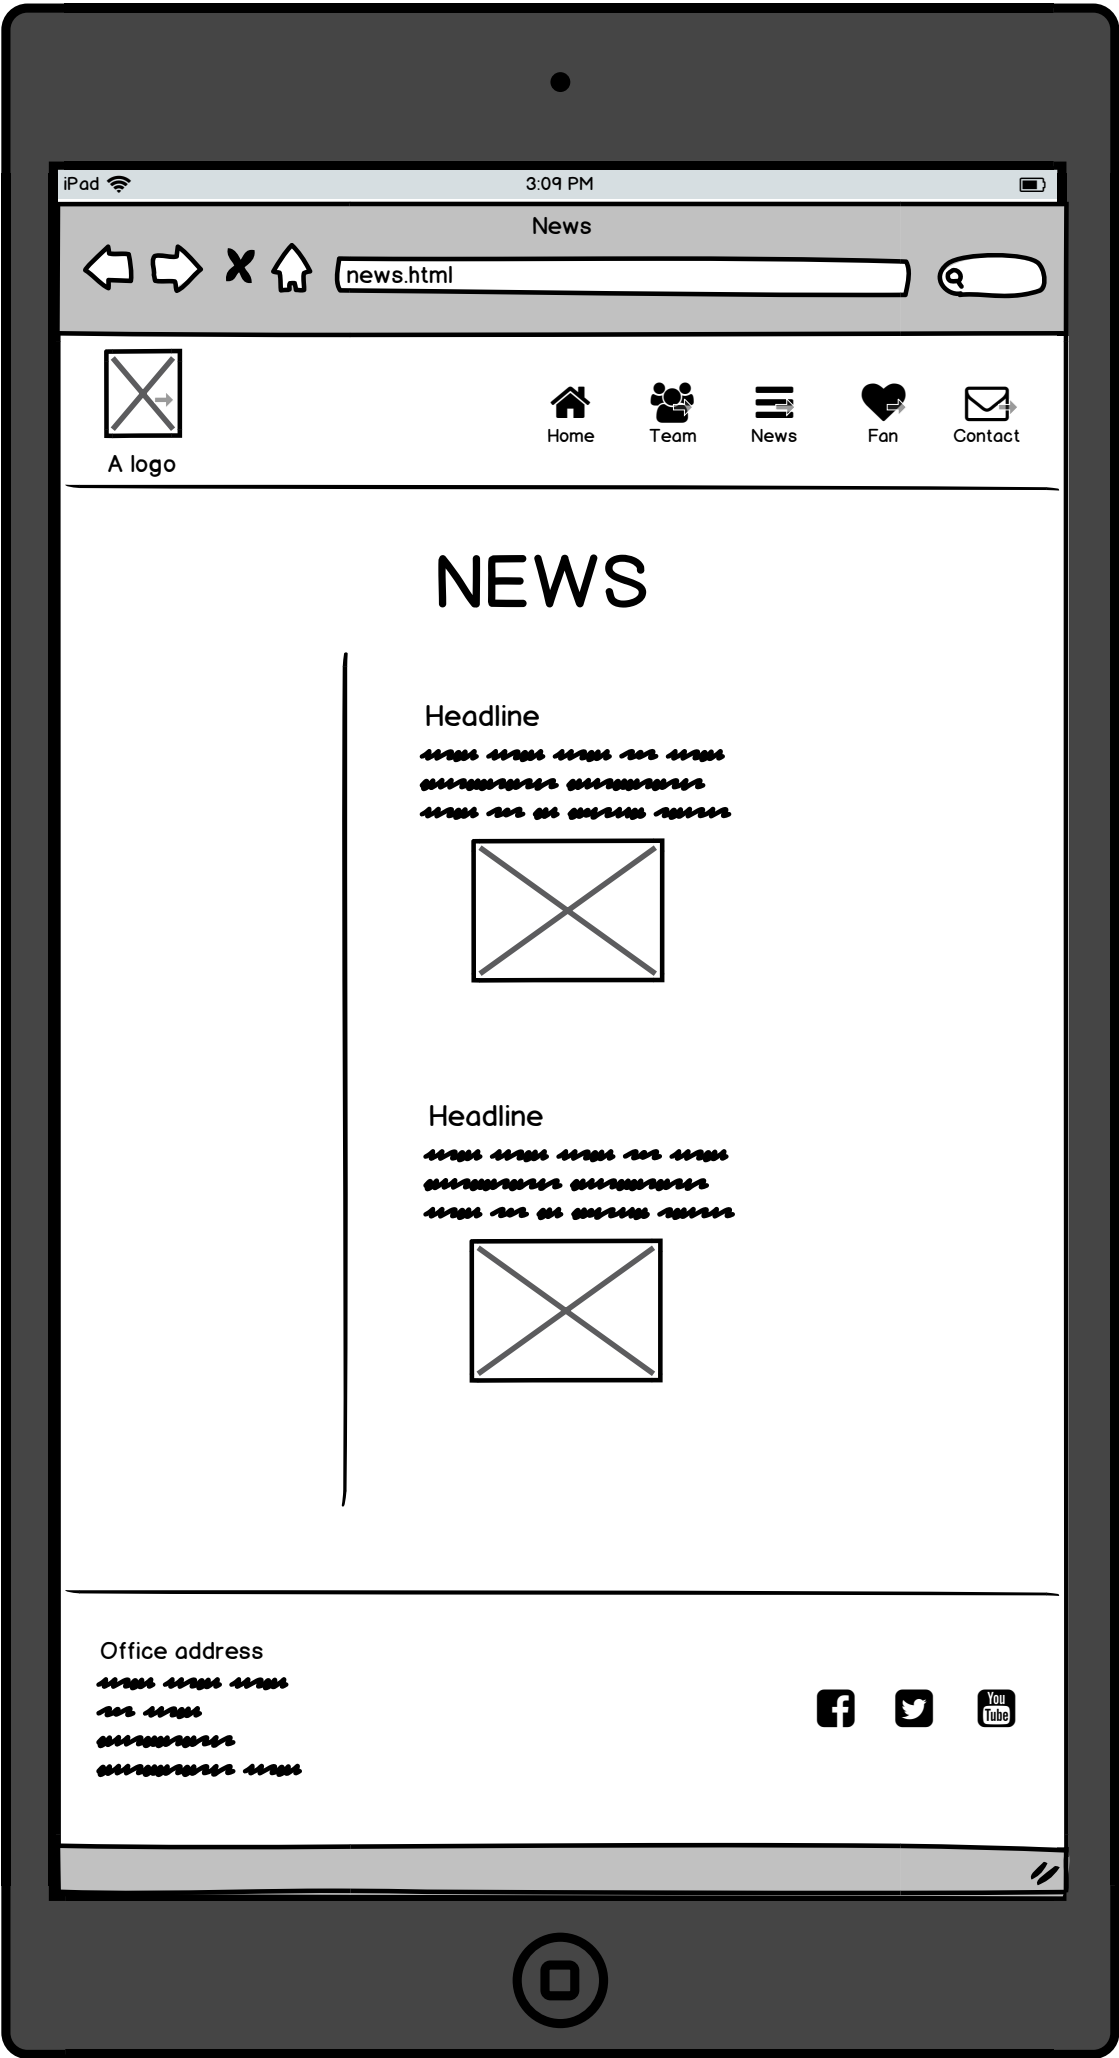 iPad
3:09 PM
News
news.html
A logo
Home
Team
News
Fan
Contact
NEWS
Headline
Headline
Office address
You
Tube